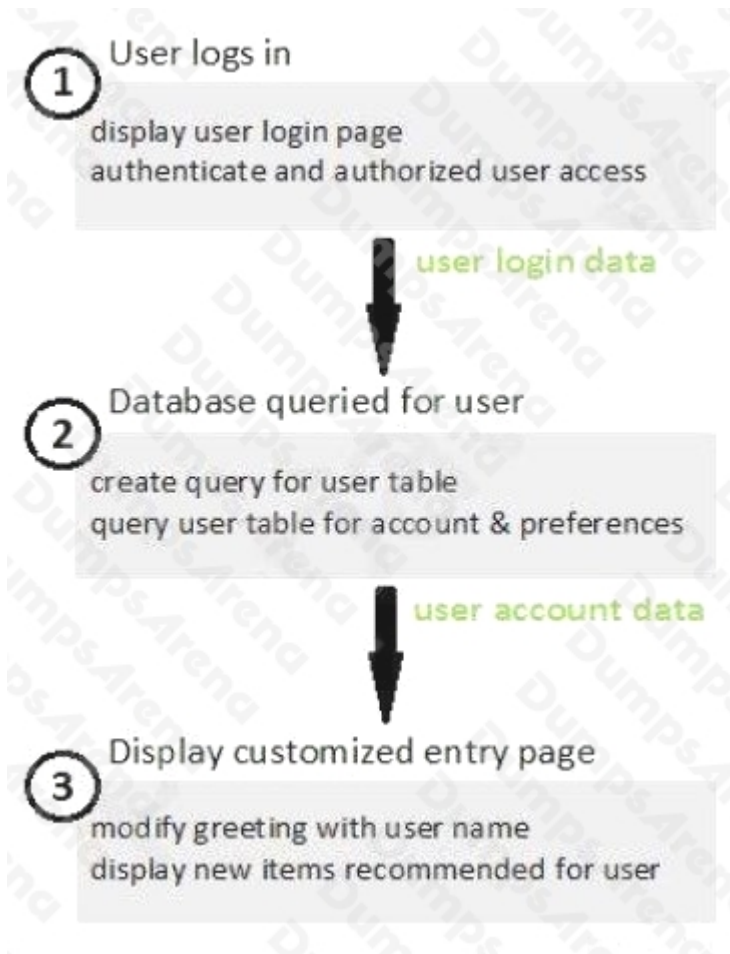 User logs in
1
display user login page
authenticate and authorized user access
user login data
Database queried for user
2
create query for user table
query user table for account & preferences
user account data
Display customized entry page
3
modify greeting with user name
display new items recommended for user
DumpsArena